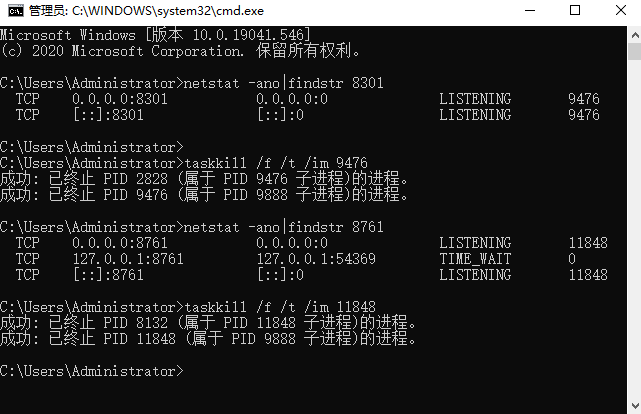 管理员: C:\WINDOWS\system32\cmd.exe
Microsoft Windows [版本 10.0.19041.546]
(c) 2020 Microsoft Corporation. 保留所有权利。
C:\Users\Administrator>netstat -ano|findstr 8301
TCP 0.0.0.0:8301 0.0.0.0:0 LISTENING 9476
TCP [::]:8301 [::]:0 LISTENING 9476
C:\Users\Administrator>
C:\Users\Administrator>taskkill /f /t /im 9476
成功: 已终止 PID 2828 (属于 PID 9476 子进程)的进程。
成功: 已终止 PID 9476 (属于 PID 9888 子进程)的进程。
C:\Users\Administrator>netstat -ano|findstr 8761
TCP 0.0.0.0:8761 0.0.0.0:0 LISTENING 11848
TCP 127.0.0.1:8761 127.0.0.1:54369 TIME_WAIT 0
TCP [::]:8761 [::]:0 LISTENING 11848
C:\Users\Administrator>taskkill /f /t /im 11848
成功: 已终止 PID 8132 (属于 PID 11848 子进程)的进程。
成功: 已终止 PID 11848 (属于 PID 9888 子进程)的进程。
C:\Users\Administrator>